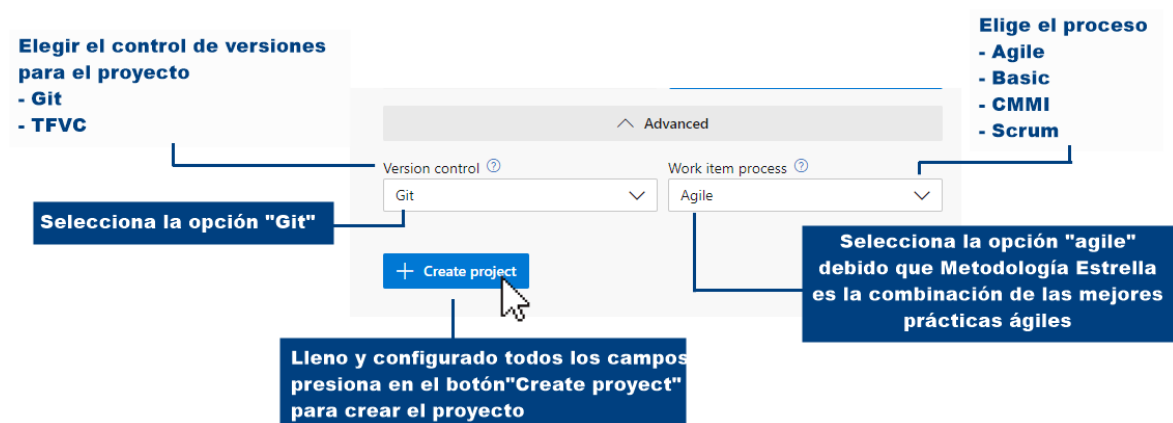 Elegir el control de versiones
para el proyecto
- Git
- TFVC
Elige el proceso
- Agile
- Basic
- CMMI
- Scrum
Advanced
Version control
Work item process
Git
Agile
Selecciona la opción "Git"
Selecciona la opción "agile"
debido que Metodología Estrella
es la combinación de las mejores
prácticas ágiles
+ Create project
Lleno y configurado todos los campos
presiona en el botón"Create proyect"
para crear el proyecto